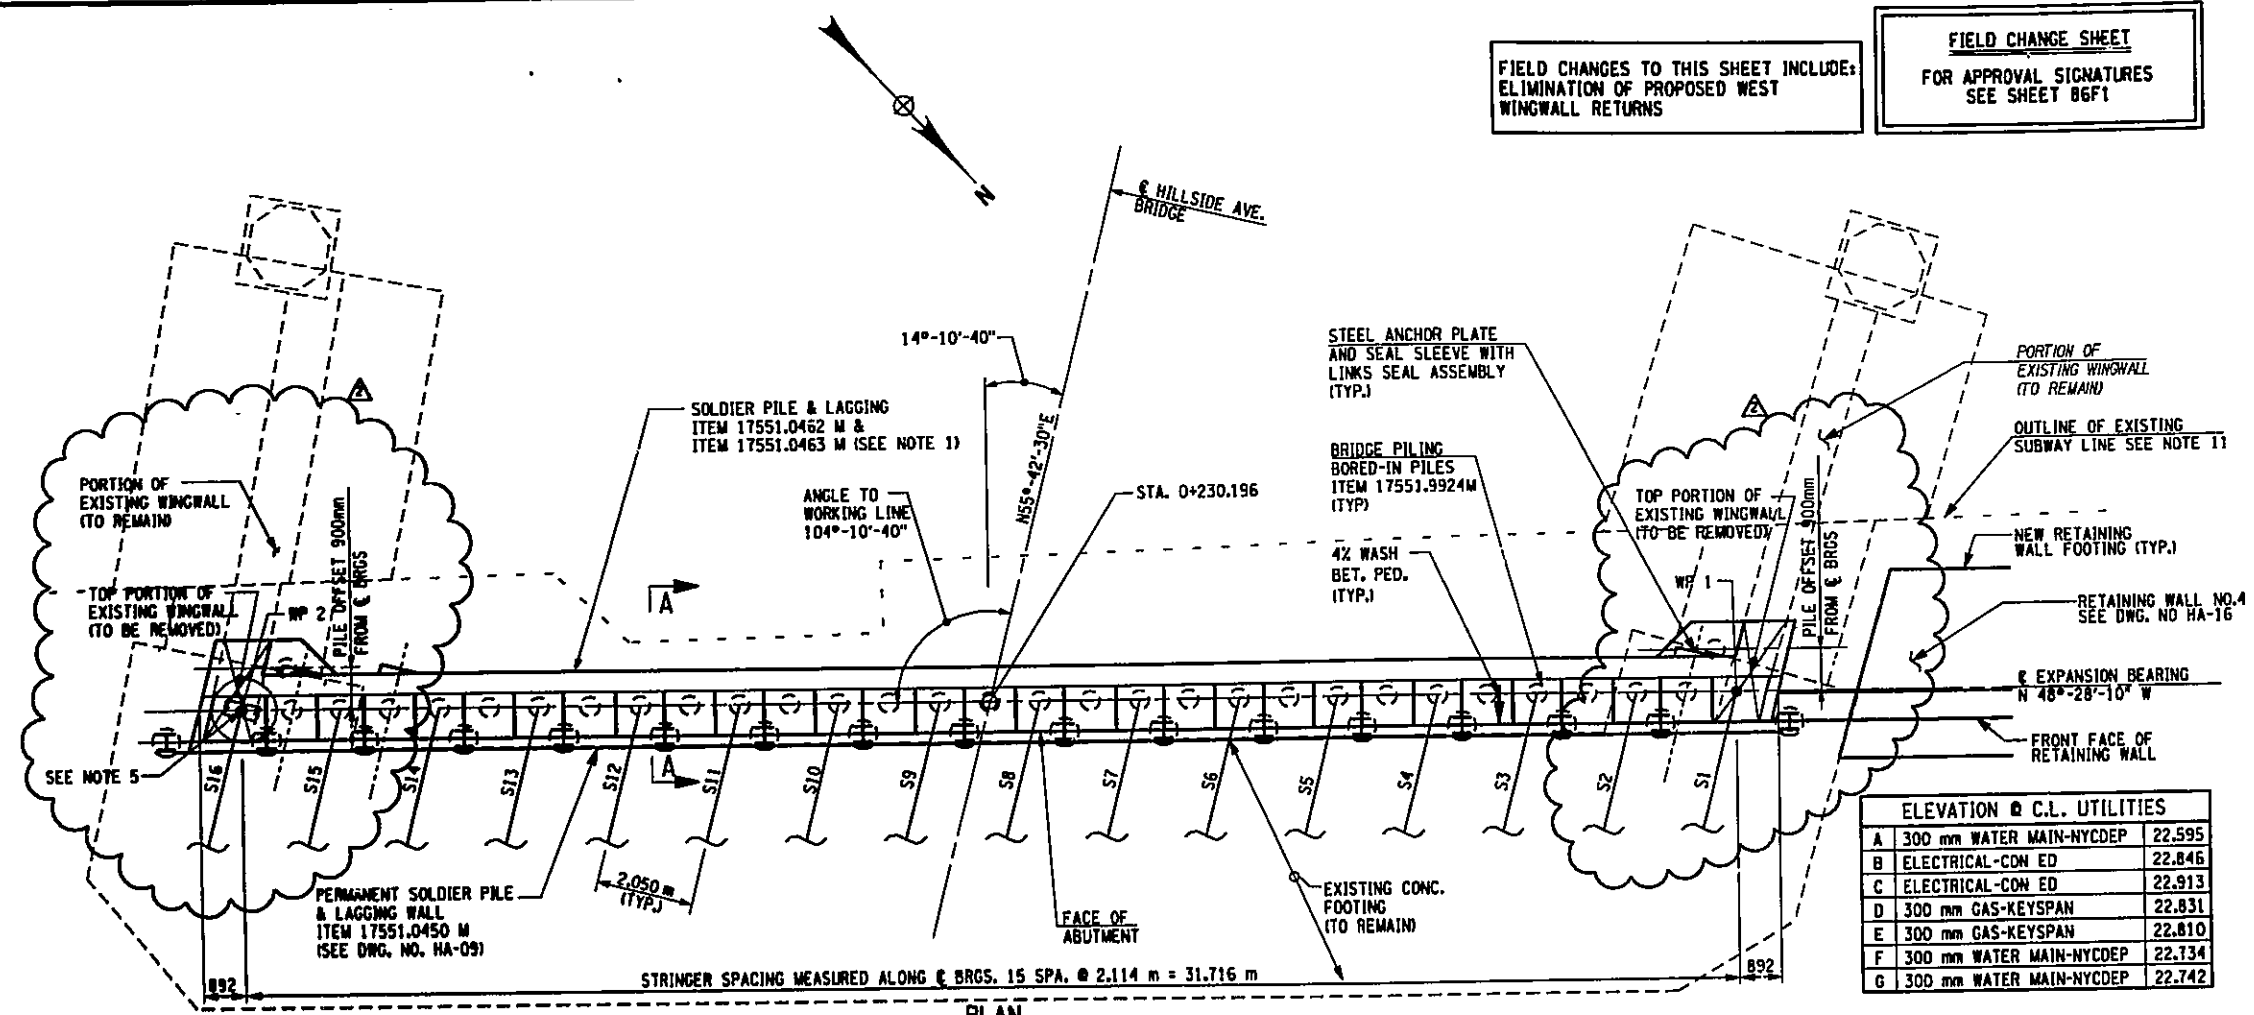 FIELD CHANGES TO THIS SHEET INCLUDE:
ELIMINATION OF PROPOSED WEST
WINGWALL RETURNS
FIELD CHANGE SHEET
FOR APPROVAL SIGNATURES
SEE SHEET 86F1
N
℄ HILLSIDE AVE.
BRIDGE
14°-10'-40"
N55°-42'-30"E
SOLDIER PILE & LAGGING
ITEM 17551.0462 M &
ITEM 17551.0463 M (SEE NOTE 1)
ANGLE TO
WORKING LINE
104°-10'-40"
STA. 0+230.196
STEEL ANCHOR PLATE
AND SEAL SLEEVE WITH
LINKS SEAL ASSEMBLY
(TYP.)
BRIDGE PILING
BORED-IN PILES
ITEM 17551.9924M
(TYP)
4% WASH
BET. PED.
(TYP.)
PORTION OF
EXISTING WINGWALL
(TO REMAIN)
OUTLINE OF EXISTING
SUBWAY LINE SEE NOTE 11
2
2
PORTION OF
EXISTING WINGWALL
(TO REMAIN)
TOP PORTION OF
EXISTING WINGWALL
(TO BE REMOVED)
WP 2
PILE OFFSET 900mm
FROM ℄ BRGS
TOP PORTION OF
EXISTING WINGWALL
(TO BE REMOVED)
WP 1
PILE OFFSET 900mm
FROM ℄ BRGS
NEW RETAINING
WALL FOOTING (TYP.)
RETAINING WALL NO.4
SEE DWG. NO HA-16
℄ EXPANSION BEARING
N 48°-28'-10" W
FRONT FACE OF
RETAINING WALL
A
A
SEE NOTE 5
S16
S15
S14
S13
S12
S11
S10
S9
S8
S7
S6
S5
S4
S3
S2
S1
2.050 m
(TYP.)
PERMANENT SOLDIER PILE
& LAGGING WALL
ITEM 17551.0450 M
(SEE DWG. NO. HA-09)
FACE OF
ABUTMENT
EXISTING CONC.
FOOTING
(TO REMAIN)
892
STRINGER SPACING MEASURED ALONG ℄ BRGS. 15 SPA. @ 2.114 m = 31.716 m
892
ELEVATION @ C.L. UTILITIES
A 300 mm WATER MAIN-NYCDEP 22.595
B ELECTRICAL-CON ED 22.846
C ELECTRICAL-CON ED 22.913
D 300 mm GAS-KEYSPAN 22.831
E 300 mm GAS-KEYSPAN 22.810
F 300 mm WATER MAIN-NYCDEP 22.734
G 300 mm WATER MAIN-NYCDEP 22.742
PLAN